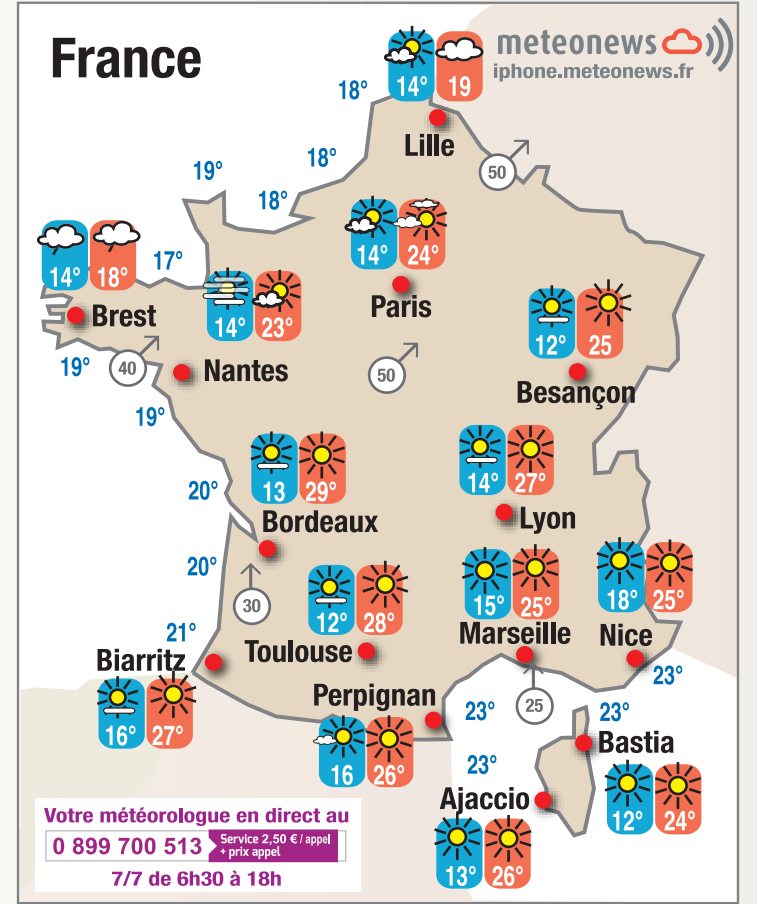 France
meteonews
iphone.meteonews.fr
14° 19
18°
Lille
18°
50
19°
18°
14° 24°
14° 18°
17°
Paris
14° 23°
Brest
12° 25
19°
40
Nantes
50
Besançon
19°
13 29°
14° 27°
20°
Bordeaux
Lyon
20°
30
12° 28°
15° 25°
18° 25°
21°
Toulouse
Marseille
Nice
Biarritz
23°
16° 27°
Perpignan
23°
25
23°
16 26°
Bastia
23°
12° 24°
Ajaccio
13° 26°
Votre météorologue en direct au
0 899 700 513
Service 2,50 € / appel
+ prix appel
7/7 de 6h30 à 18h